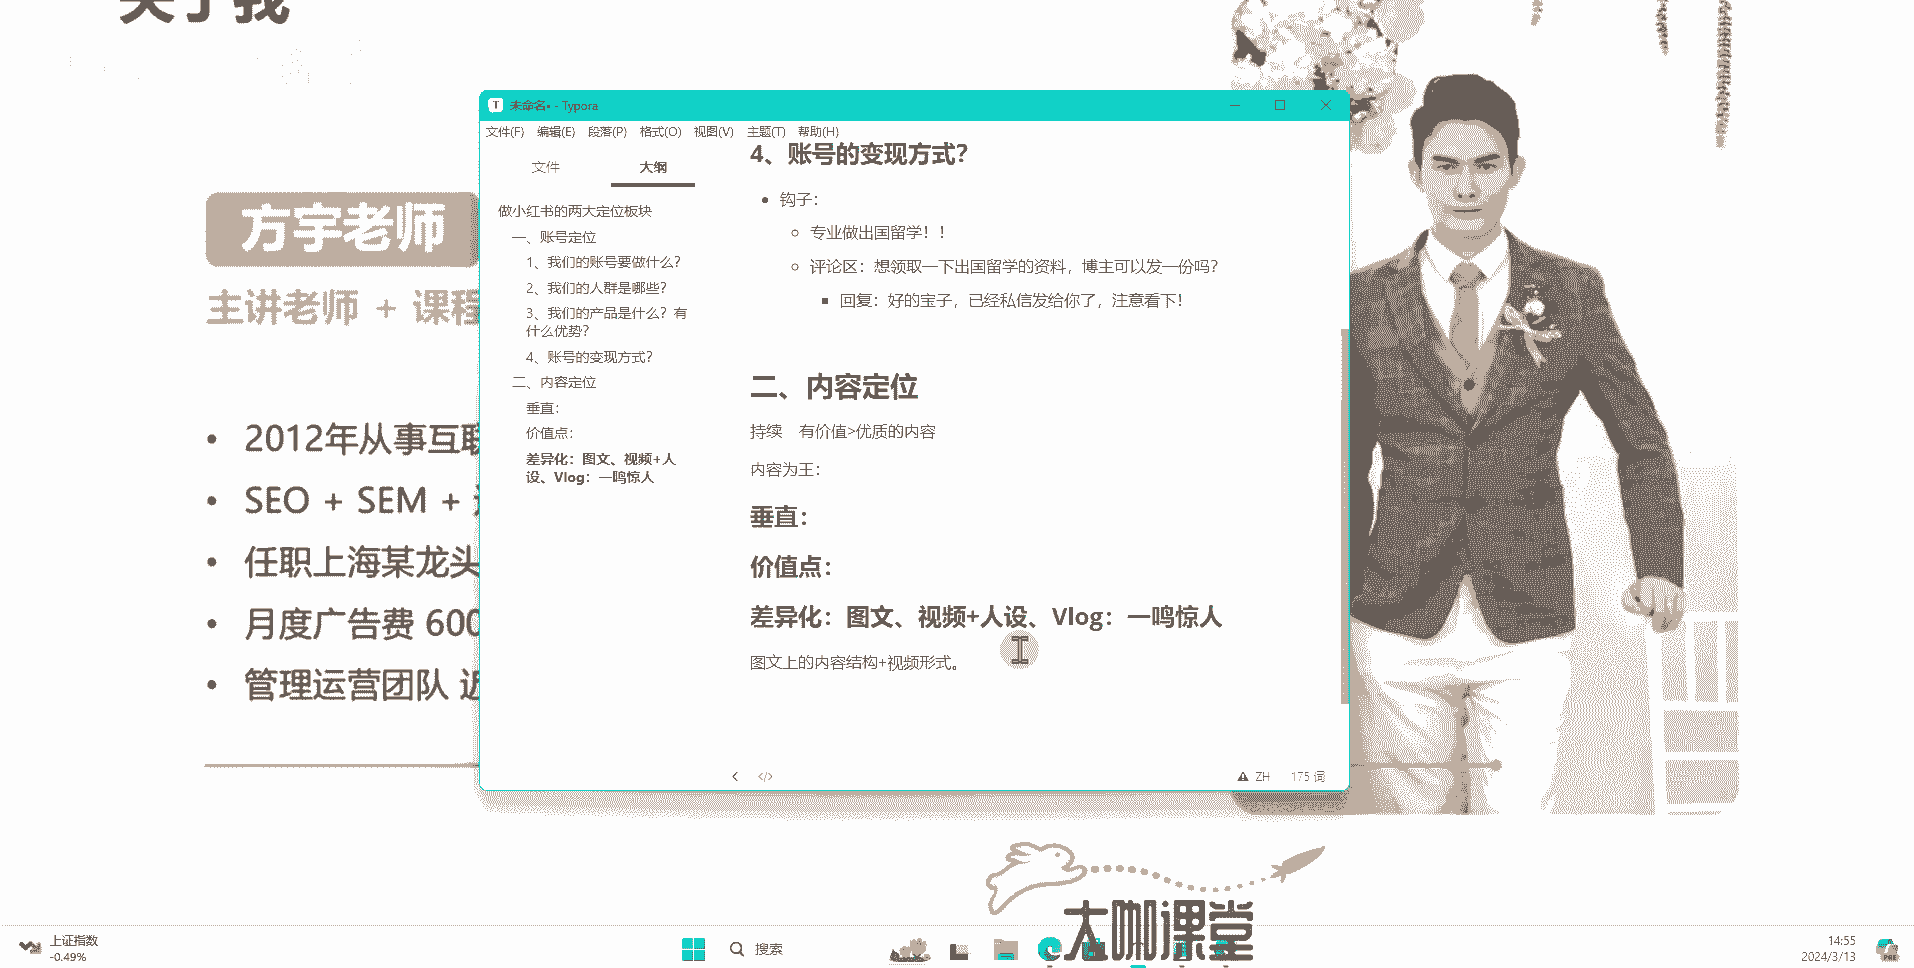 关于我
方宇老师
主讲老师 + 课程
2012年从事互联
SEO + SEM +
任职上海某龙头
月度广告费 600
管理运营团队 近
未命名• - Typora
文件(F) 编辑(E) 段落(P) 格式(O) 视图(V) 主题(T) 帮助(H)
文件 大纲
做小红书的两大定位板块
一、账号定位
1、我们的账号要做什么?
2、我们的人群是哪些?
3、我们的产品是什么? 有
什么优势?
4、账号的变现方式?
二、内容定位
垂直:
价值点:
差异化: 图文、视频+人
设、Vlog: 一鸣惊人
4、账号的变现方式?
钩子:
专业做出国留学! !
评论区: 想领取一下出国留学的资料, 博主可以发一份吗?
回复: 好的宝子, 已经私信发给你了, 注意看下!
二、内容定位
持续 有价值>优质的内容
内容为王:
垂直:
价值点:
差异化: 图文、视频+人设、Vlog: 一鸣惊人
图文上的内容结构+视频形式。
ZH 175 词
大咖课堂
上证指数
-0.49%
搜索
14:55
2024/3/13